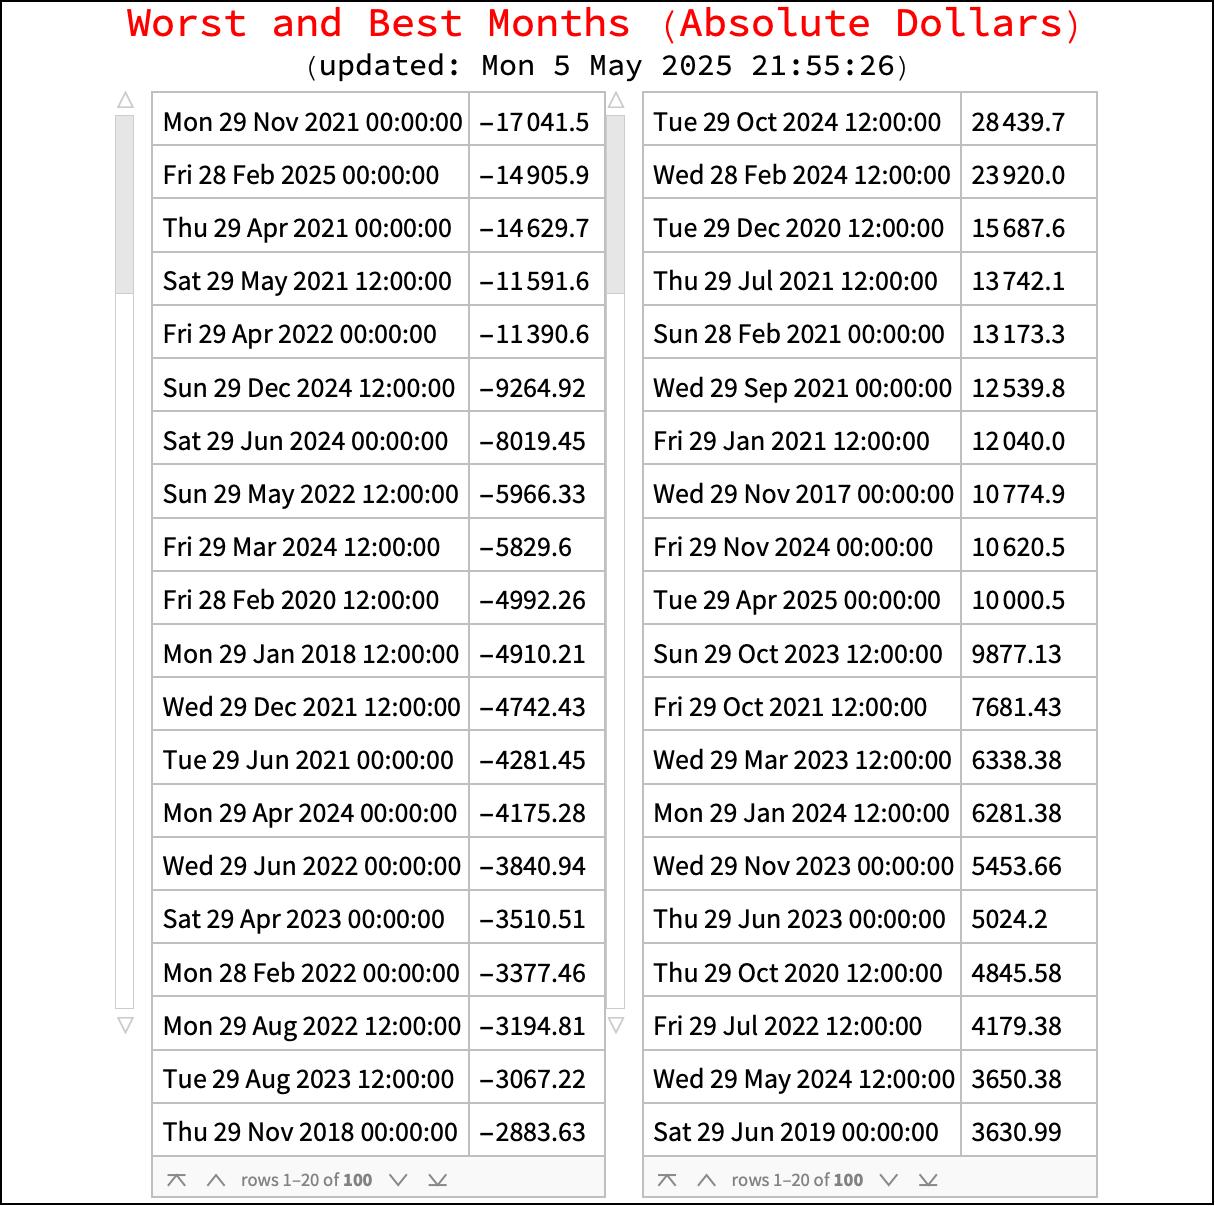 Worst and Best Months (Absolute Dollars)
(updated: Mon 5 May 2025 21:55:26)
Mon 29 Nov 2021 00:00:00 −17041.5
Fri 28 Feb 2025 00:00:00 −14905.9
Thu 29 Apr 2021 00:00:00 −14629.7
Sat 29 May 2021 12:00:00 −11591.6
Fri 29 Apr 2022 00:00:00 −11390.6
Sun 29 Dec 2024 12:00:00 −9264.92
Sat 29 Jun 2024 00:00:00 −8019.45
Sun 29 May 2022 12:00:00 −5966.33
Fri 29 Mar 2024 12:00:00 −5829.6
Fri 28 Feb 2020 12:00:00 −4992.26
Mon 29 Jan 2018 12:00:00 −4910.21
Wed 29 Dec 2021 12:00:00 −4742.43
Tue 29 Jun 2021 00:00:00 −4281.45
Mon 29 Apr 2024 00:00:00 −4175.28
Wed 29 Jun 2022 00:00:00 −3840.94
Sat 29 Apr 2023 00:00:00 −3510.51
Mon 28 Feb 2022 00:00:00 −3377.46
Mon 29 Aug 2022 12:00:00 −3194.81
Tue 29 Aug 2023 12:00:00 −3067.22
Thu 29 Nov 2018 00:00:00 −2883.63
rows 1–20 of 100
Tue 29 Oct 2024 12:00:00 28439.7
Wed 28 Feb 2024 12:00:00 23920.0
Tue 29 Dec 2020 12:00:00 15687.6
Thu 29 Jul 2021 12:00:00 13742.1
Sun 28 Feb 2021 00:00:00 13173.3
Wed 29 Sep 2021 00:00:00 12539.8
Fri 29 Jan 2021 12:00:00 12040.0
Wed 29 Nov 2017 00:00:00 10774.9
Fri 29 Nov 2024 00:00:00 10620.5
Tue 29 Apr 2025 00:00:00 10000.5
Sun 29 Oct 2023 12:00:00 9877.13
Fri 29 Oct 2021 12:00:00 7681.43
Wed 29 Mar 2023 12:00:00 6338.38
Mon 29 Jan 2024 12:00:00 6281.38
Wed 29 Nov 2023 00:00:00 5453.66
Thu 29 Jun 2023 00:00:00 5024.2
Thu 29 Oct 2020 12:00:00 4845.58
Fri 29 Jul 2022 12:00:00 4179.38
Wed 29 May 2024 12:00:00 3650.38
Sat 29 Jun 2019 00:00:00 3630.99
rows 1–20 of 100